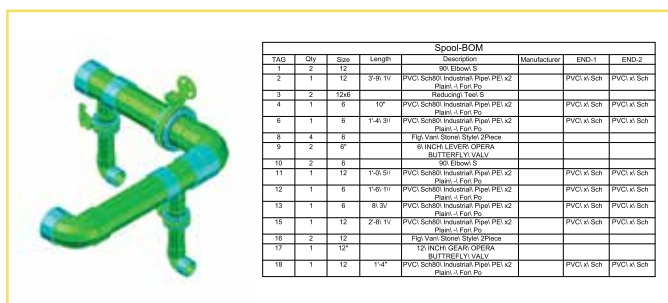 Spool-BOM
TAG Qty Size Length Description Manufacturer END-1 END-2
1 2 12 90\ Elbow\ S
2 1 12 3'-9\ 1\/ PVC\ Sch80\ Industrial\ Pipe\ PE\ x2 PVC\ x\ Sch PVC\ x\ Sch
Plain\ -\ For\ Po
3 2 12x6 Reducing\ Tee\ S
4 1 6 10" PVC\ Sch80\ Industrial\ Pipe\ PE\ x2 PVC\ x\ Sch PVC\ x\ Sch
Plain\ -\ For\ Po
6 1 6 1'-4\ 3\/ PVC\ Sch80\ Industrial\ Pipe\ PE\ x2 PVC\ x\ Sch PVC\ x\ Sch
Plain\ -\ For\ Po
8 4 6 Flg\ Van\ Stone\ Style\ 2Piece
9 2 6" 6\ INCH\ LEVER\ OPERA
BUTTERFLY\ VALV
10 2 6 90\ Elbow\ S
11 1 12 1'-0\ 5\/ PVC\ Sch80\ Industrial\ Pipe\ PE\ x2 PVC\ x\ Sch PVC\ x\ Sch
Plain\ -\ For\ Po
12 1 6 1'-6\ 1\/ PVC\ Sch80\ Industrial\ Pipe\ PE\ x2 PVC\ x\ Sch PVC\ x\ Sch
Plain\ -\ For\ Po
13 1 6 8\ 3\/ PVC\ Sch80\ Industrial\ Pipe\ PE\ x2 PVC\ x\ Sch PVC\ x\ Sch
Plain\ -\ For\ Po
15 1 12 2'-8\ 1\/ PVC\ Sch80\ Industrial\ Pipe\ PE\ x2 PVC\ x\ Sch PVC\ x\ Sch
Plain\ -\ For\ Po
16 2 12 Flg\ Van\ Stone\ Style\ 2Piece
17 1 12" 12\ INCH\ GEAR\ OPERA
BUTTREFLY\ VALV
18 1 12 1'-4" PVC\ Sch80\ Industrial\ Pipe\ PE\ x2 PVC\ x\ Sch PVC\ x\ Sch
Plain\ -\ For\ Po